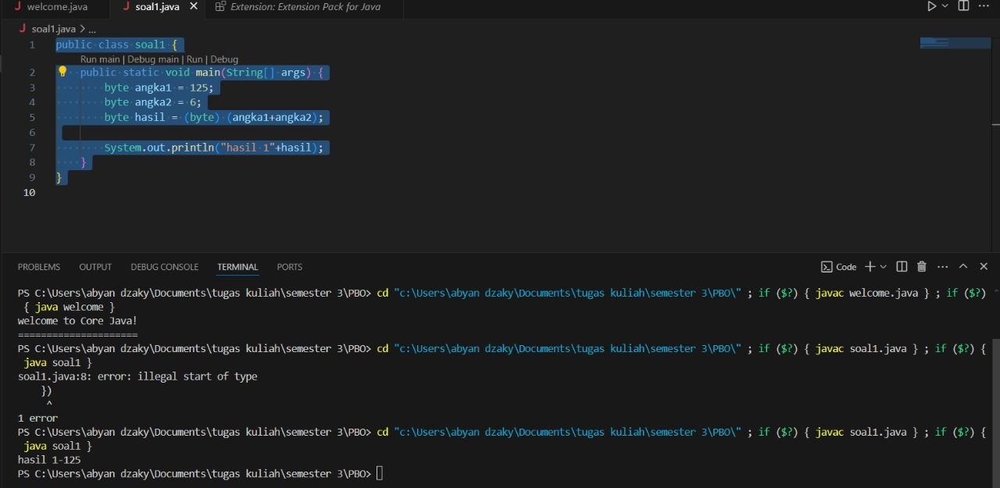 welcome.java
soal1.java
Extension: Extension Pack for Java
soal1.java > ...
1 public class soal1 {
Run main | Debug main | Run | Debug
2 public static void main(String[] args) {
3 byte angka1 = 125;
4 byte angka2 = 6;
5 byte hasil = (byte) (angka1+angka2);
6
7 System.out.println("hasil 1"+hasil);
8 }
9 }
10
PROBLEMS OUTPUT DEBUG CONSOLE TERMINAL PORTS
Code
PS C:\Users\abyan dzaky\Documents\tugas kuliah\semester 3\PBO> cd "c:\Users\abyan dzaky\Documents\tugas kuliah\semester 3\PBO\" ; if ($?) { javac welcome.java } ; if ($?)
{ java welcome }
welcome to Core Java!
=====================
PS C:\Users\abyan dzaky\Documents\tugas kuliah\semester 3\PBO> cd "c:\Users\abyan dzaky\Documents\tugas kuliah\semester 3\PBO\" ; if ($?) { javac soal1.java } ; if ($?) {
java soal1 }
soal1.java:8: error: illegal start of type
})
^
1 error
PS C:\Users\abyan dzaky\Documents\tugas kuliah\semester 3\PBO> cd "c:\Users\abyan dzaky\Documents\tugas kuliah\semester 3\PBO\" ; if ($?) { javac soal1.java } ; if ($?) {
java soal1 }
hasil 1-125
PS C:\Users\abyan dzaky\Documents\tugas kuliah\semester 3\PBO>